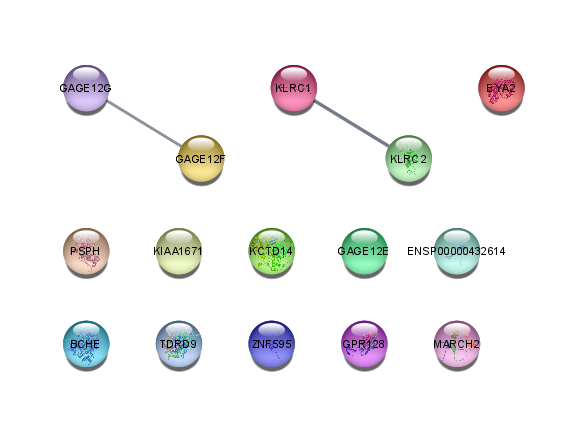 GAGE12G
KLRC1
EYA2
GAGE12F
KLRC2
PSPH
KIAA1671
KCTD14
GAGE12E
ENSP00000432614
BCHE
TDRD9
ZNF595
GPR128
MARCH2